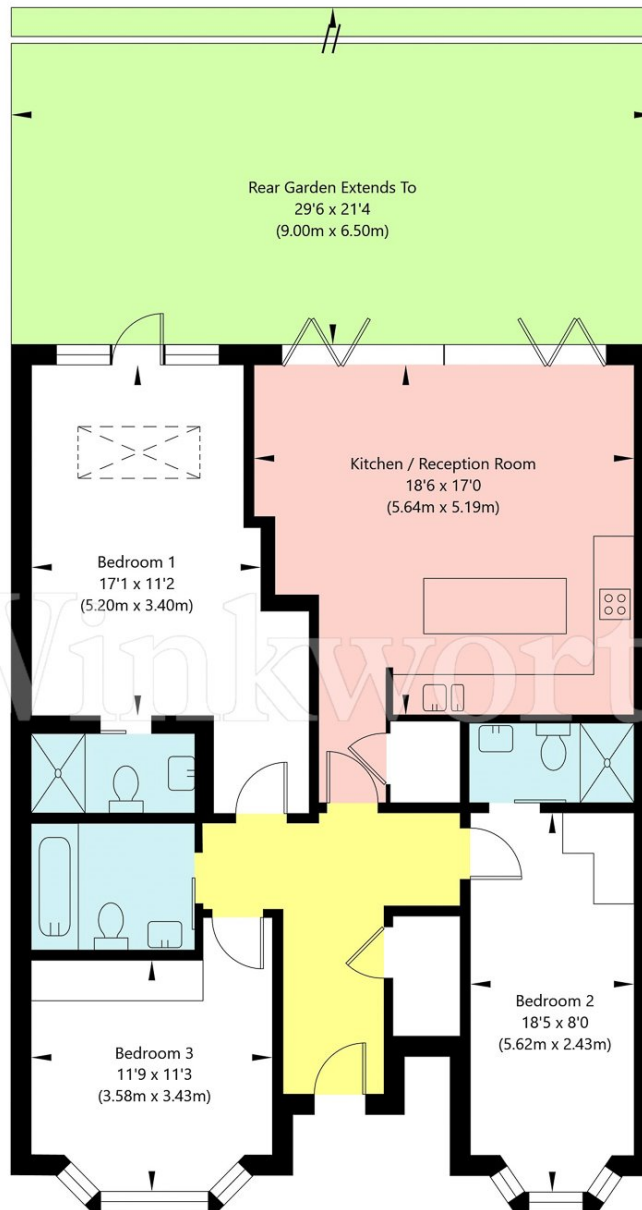 Rear Garden Extends To
29'6 x 21'4
(9.00m x 6.50m)
Kitchen / Reception Room
18'6 x 17'0
(5.64m x 5.19m)
Bedroom 1
17'1 x 11'2
(5.20m x 3.40m)
Winkwort
Bedroom 2
18'5 x 8'0
(5.62m x 2.43m)
Bedroom 3
11'9 x 11'3
(3.58m x 3.43m)